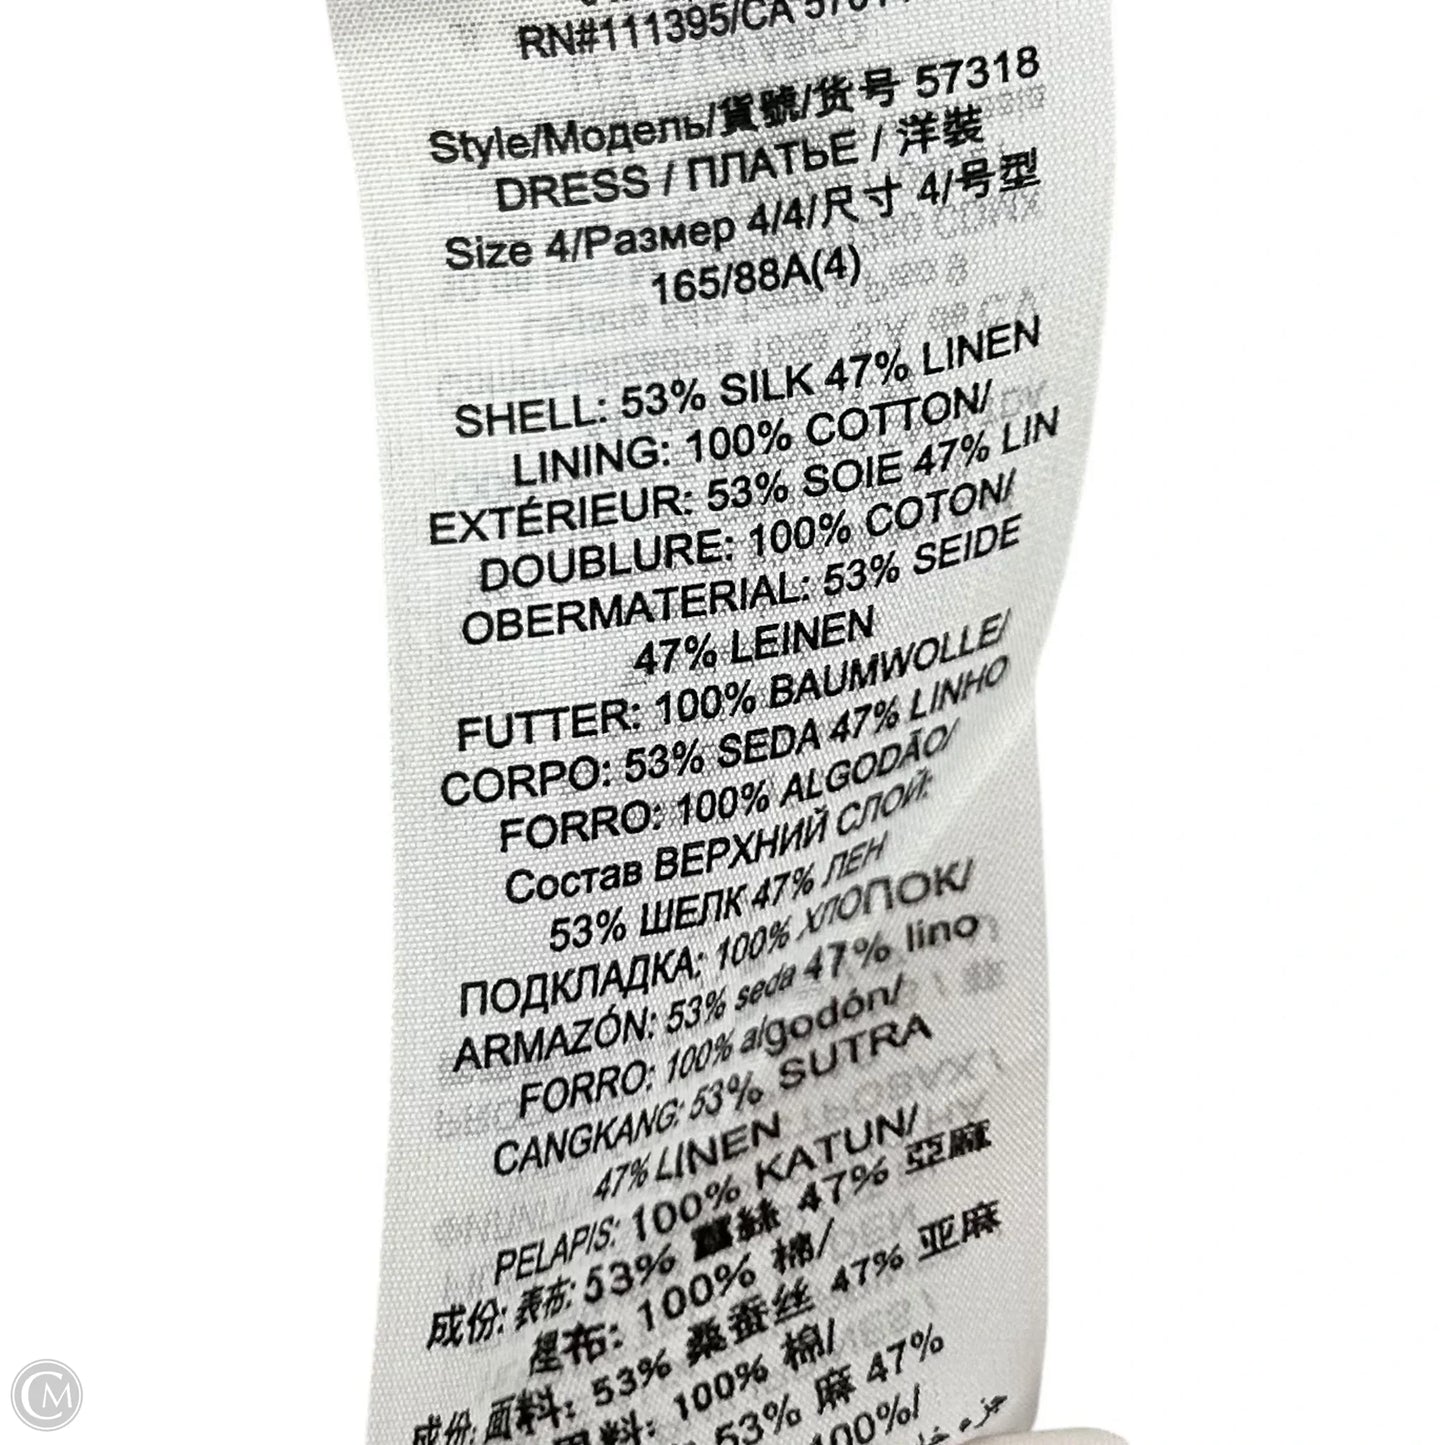 RN#111395/CA
Style/Модель/貨號/货号 57318
DRESS / ПЛАТЬЕ / 洋裝
Size 4/Размер 4/4/尺寸 4/号型
165/88A(4)
SHELL: 53% SILK 47% LINEN
LINING: 100% COTTON/
EXTÉRIEUR: 53% SOIE 47% LIN
DOUBLURE: 100% COTON/
OBERMATERIAL: 53% SEIDE
47% LEINEN
FUTTER: 100% BAUMWOLLE/
CORPO: 53% SEDA 47% LINHO
FORRO: 100% ALGODÃO/
Состав ВЕРХНИЙ СЛОЙ:
53% ШЕЛК 47% ЛЕН
ПОДКЛАДКА: 100% ХЛОПОК/
ARMAZÓN: 53% seda 47% lino
FORRO: 100% algodón/
CANGKANG: 53% SUTRA
47% LINEN
PELAPIS: 100% KATUN/
成份: 表布: 53% 蠶絲 47% 亞麻
裡布: 100% 棉/
成份: 面料: 53% 桑蚕丝 47% 亚麻
100% 棉/
53% 麻 47%
100%/
CM